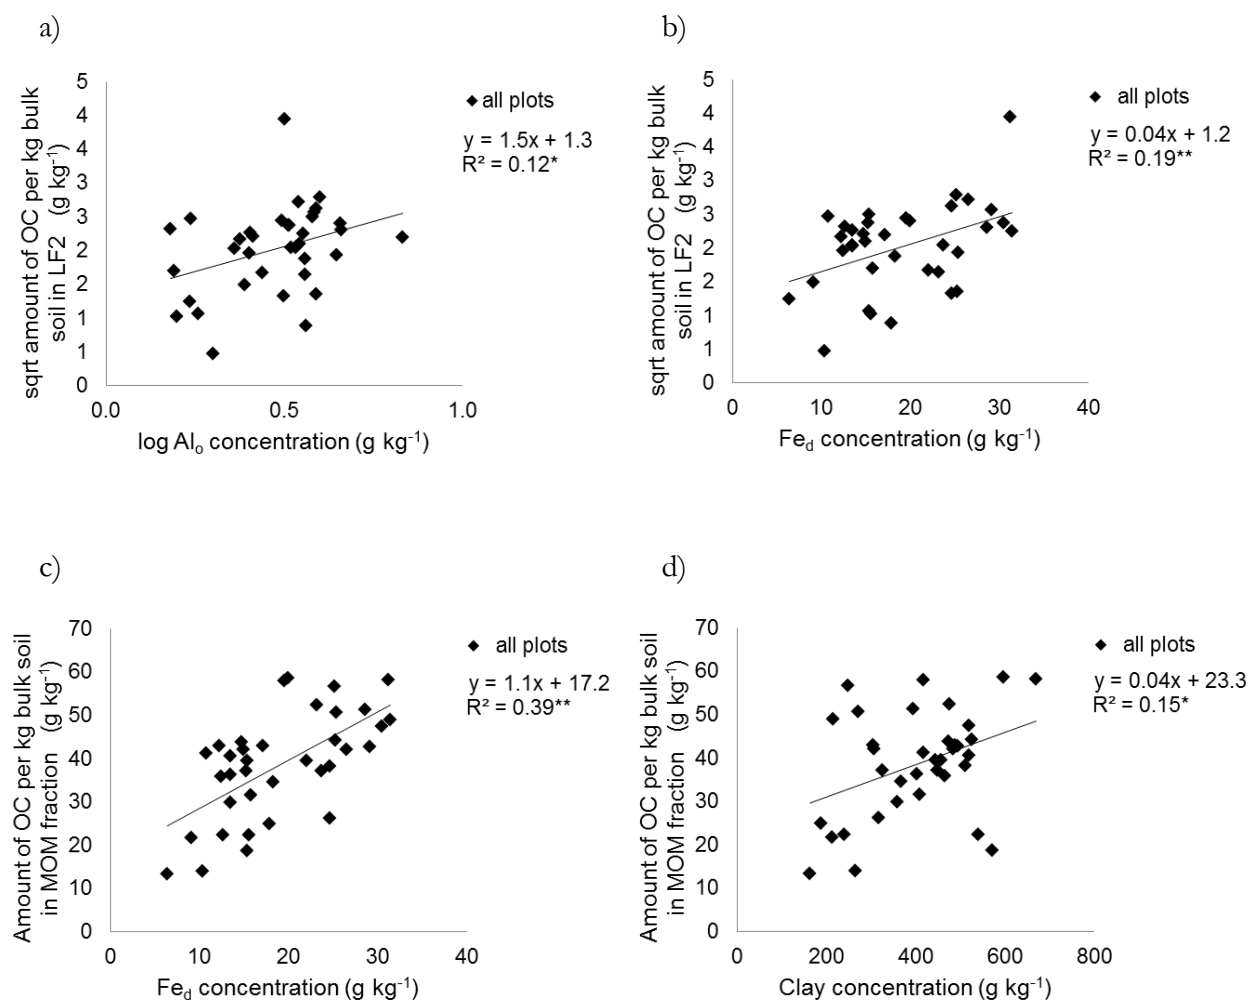 a)
sqrt amount of OC per kg bulk
soil in LF2 (g kg⁻¹)
5
4
4
3
3
2
2
1
1
0
0.0 0.5 1.0
log Alₒ concentration (g kg⁻¹)
all plots
y = 1.5x + 1.3
R² = 0.12*
b)
sqrt amount of OC per kg bulk
soil in LF2 (g kg⁻¹)
5
4
4
3
3
2
2
1
1
0
0 10 20 30 40
Fe_d concentration (g kg⁻¹)
all plots
y = 0.04x + 1.2
R² = 0.19**
c)
Amount of OC per kg bulk soil
in MOM fraction (g kg⁻¹)
70
60
50
40
30
20
10
0
0 10 20 30 40
Fe_d concentration (g kg⁻¹)
all plots
y = 1.1x + 17.2
R² = 0.39**
d)
Amount of OC per kg bulk soil
in MOM fraction (g kg⁻¹)
70
60
50
40
30
20
10
0
0 200 400 600 800
Clay concentration (g kg⁻¹)
all plots
y = 0.04x + 23.3
R² = 0.15*